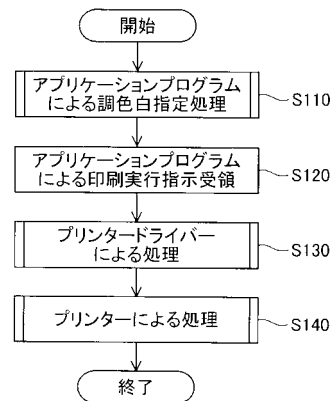 開始
アプリケーションプログラム
による調色白指定処理
S110
アプリケーションプログラム
による印刷実行指示受領
S120
プリンタードライバー
による処理
S130
プリンターによる処理
S140
終了